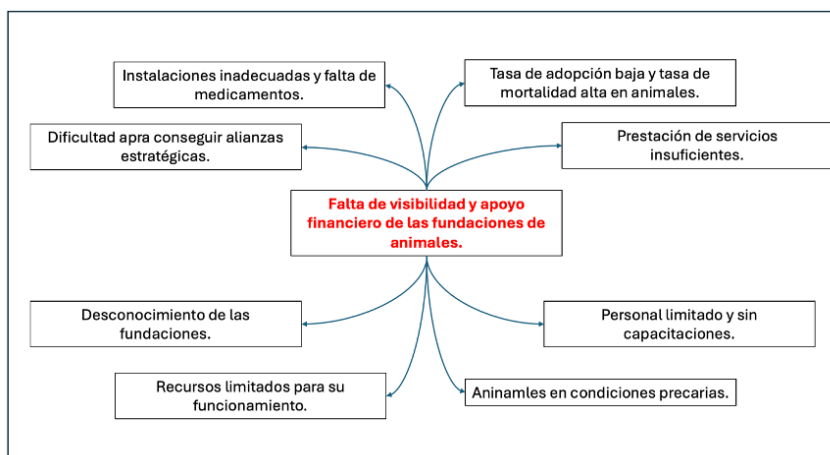 Instalaciones inadecuadas y falta de
medicamentos.
Tasa de adopción baja y tasa de
mortalidad alta en animales.
Dificultad apra conseguir alianzas
estratégicas.
Prestación de servicios
insuficientes.
Falta de visibilidad y apoyo
financiero de las fundaciones de
animales.
Desconocimiento de las
fundaciones.
Personal limitado y sin
capacitaciones.
Recursos limitados para su
funcionamiento.
Aninamles en condiciones precarias.